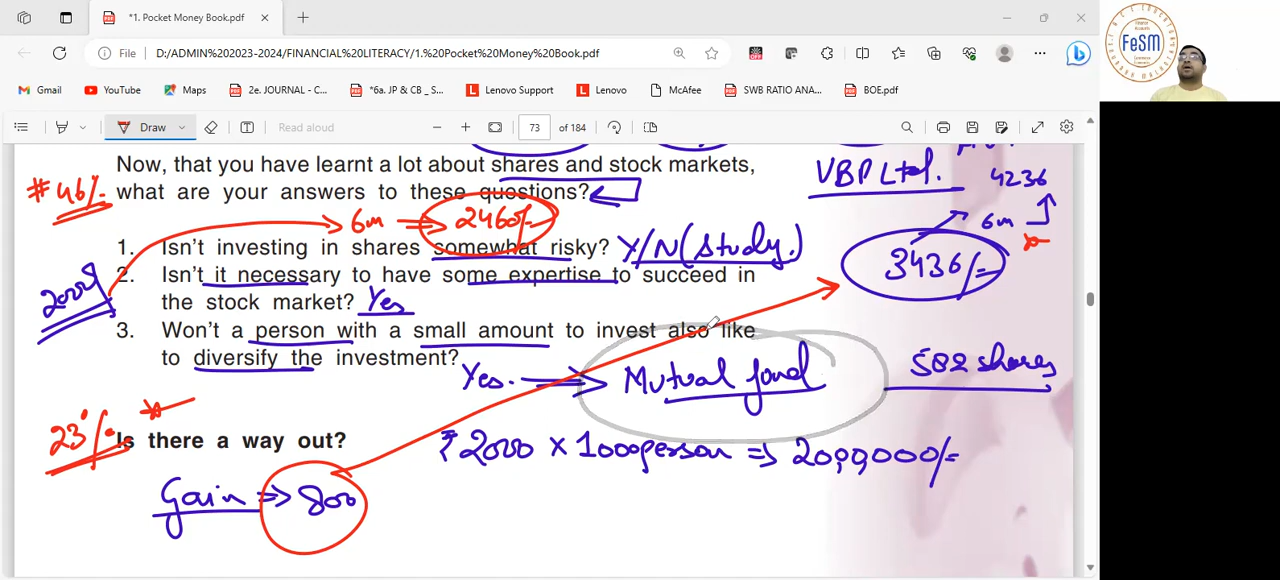 *1. Pocket Money Book.pdf
File D:/ADMIN%202023-2024/FINANCIAL%20LITERACY/1.%20Pocket%20Money%20Book.pdf
Gmail YouTube Maps 2e. JOURNAL - C... *6a. JP & CB _ S... Lenovo Support Lenovo McAfee SWB RATIO ANA... BOE.pdf
Draw Read aloud 73 of 184
Now, that you have learnt a lot about shares and stock markets,
VBP Ltd. 4236
#46% what are your answers to these questions?
6m => 2460/- 6m
1. Isn't investing in shares somewhat risky? Y/N (Study.)
2. Isn't it necessary to have some expertise to succeed in 3436/-
2000/ the stock market? Yes
3. Won't a person with a small amount to invest also like
to diversify the investment?
Yes. => Mutual fund 582 shares
23%
Is there a way out?
₹2000 x 1000person => 20,00,000/-
Gain => 800
FeSM